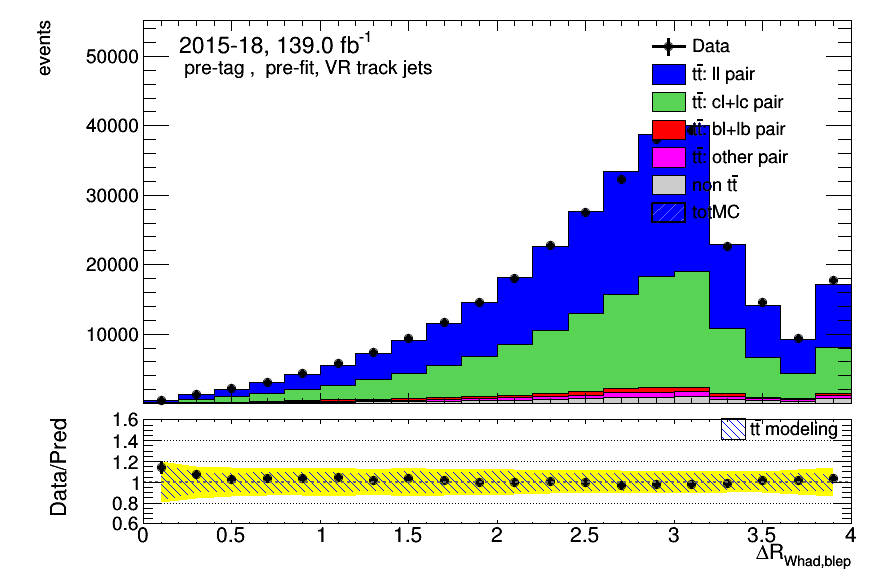 events
2015-18, 139.0 fb-1
pre-tag , pre-fit, VR track jets
Data
tt̄: ll pair
tt̄: cl+lc pair
tt̄: bl+lb pair
tt̄: other pair
non tt̄
totMC
50000
40000
30000
20000
10000
Data/Pred
tt̄ modeling
1.6
1.4
1.2
1
0.8
0.6
0 0.5 1 1.5 2 2.5 3 3.5 4
ΔRWhad,blep